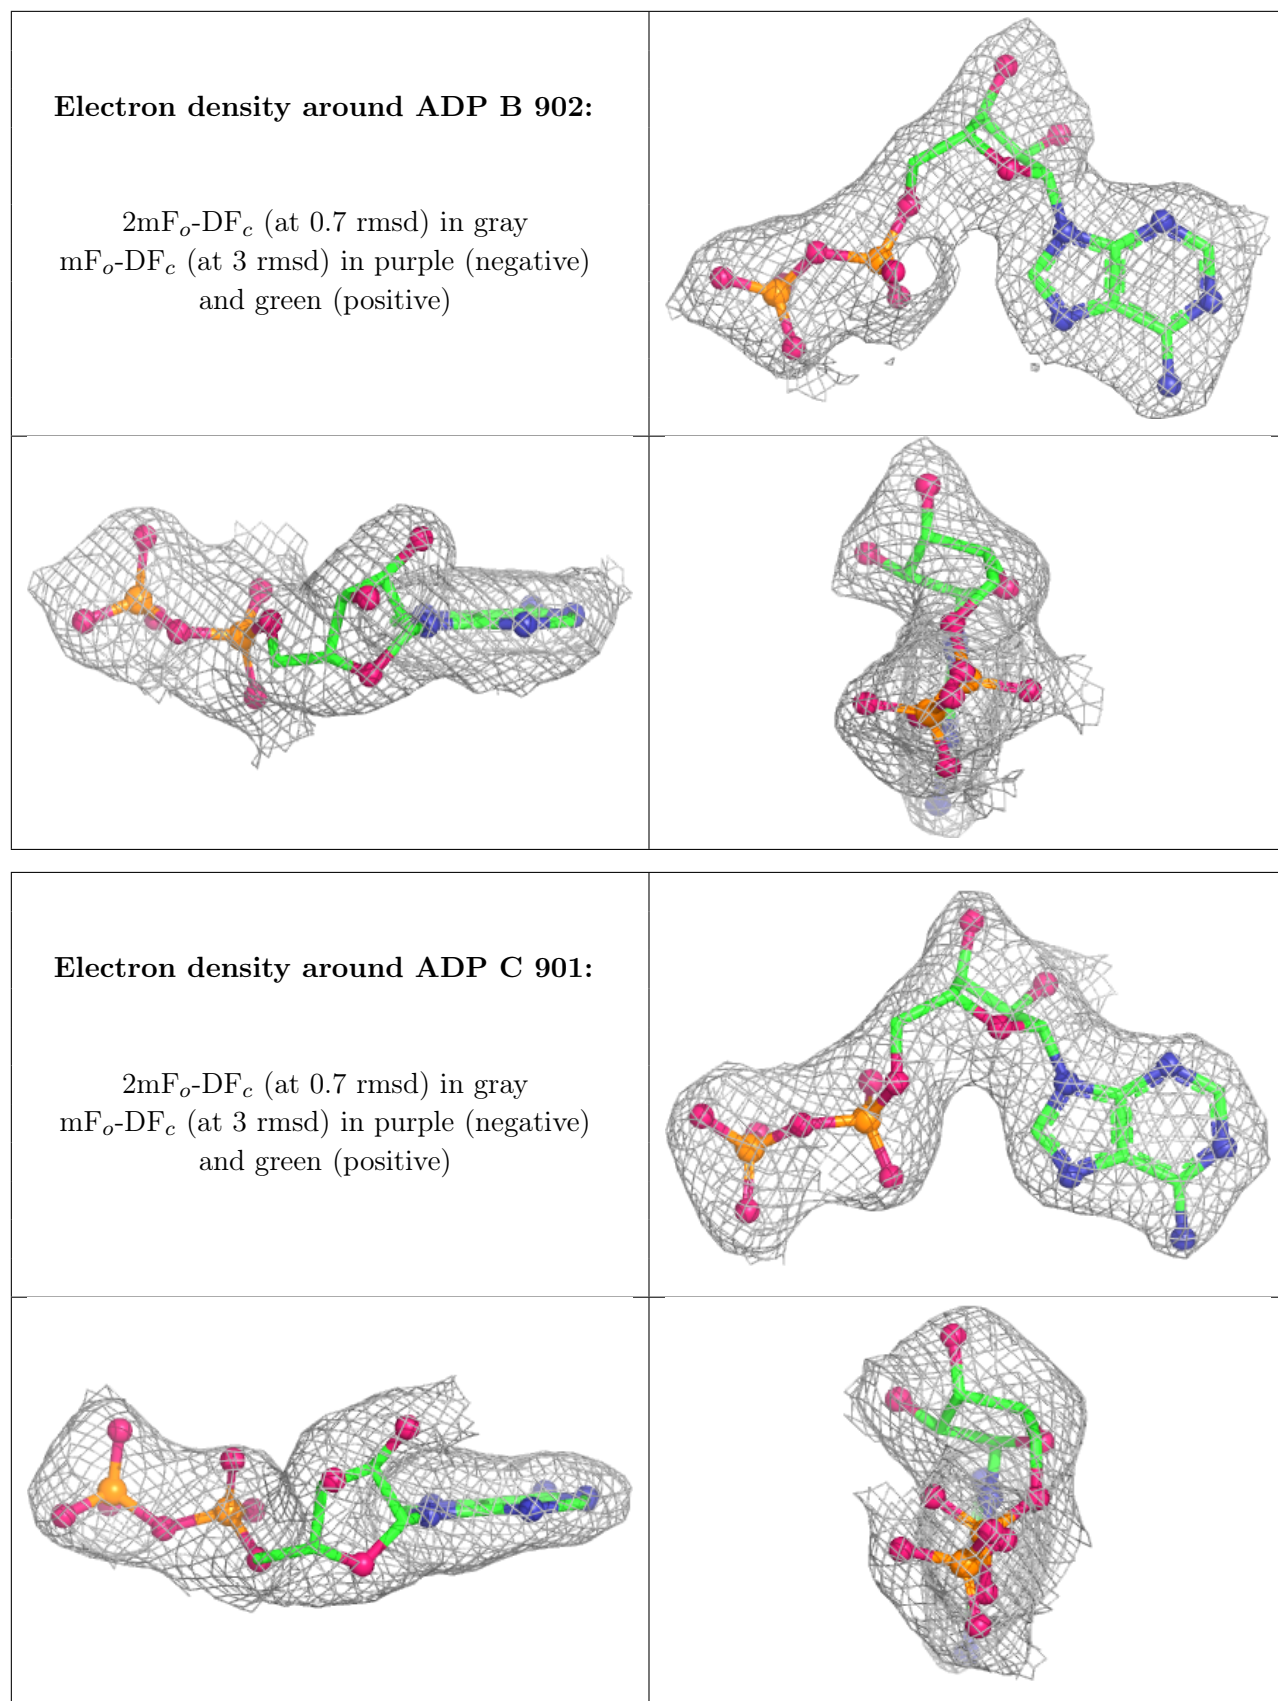 Electron density around ADP B 902:
2mFo-DFc (at 0.7 rmsd) in gray
mFo-DFc (at 3 rmsd) in purple (negative)
and green (positive)
Electron density around ADP C 901:
2mFo-DFc (at 0.7 rmsd) in gray
mFo-DFc (at 3 rmsd) in purple (negative)
and green (positive)